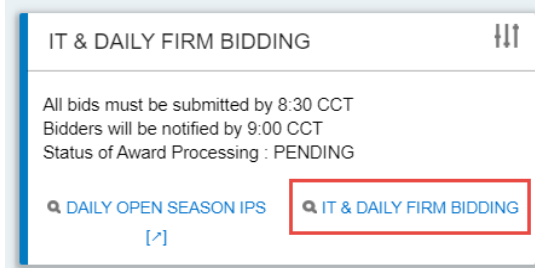 IT & DAILY FIRM BIDDING
All bids must be submitted by 8:30 CCT
Bidders will be notified by 9:00 CCT
Status of Award Processing : PENDING
DAILY OPEN SEASON IPS
[↗]
IT & DAILY FIRM BIDDING